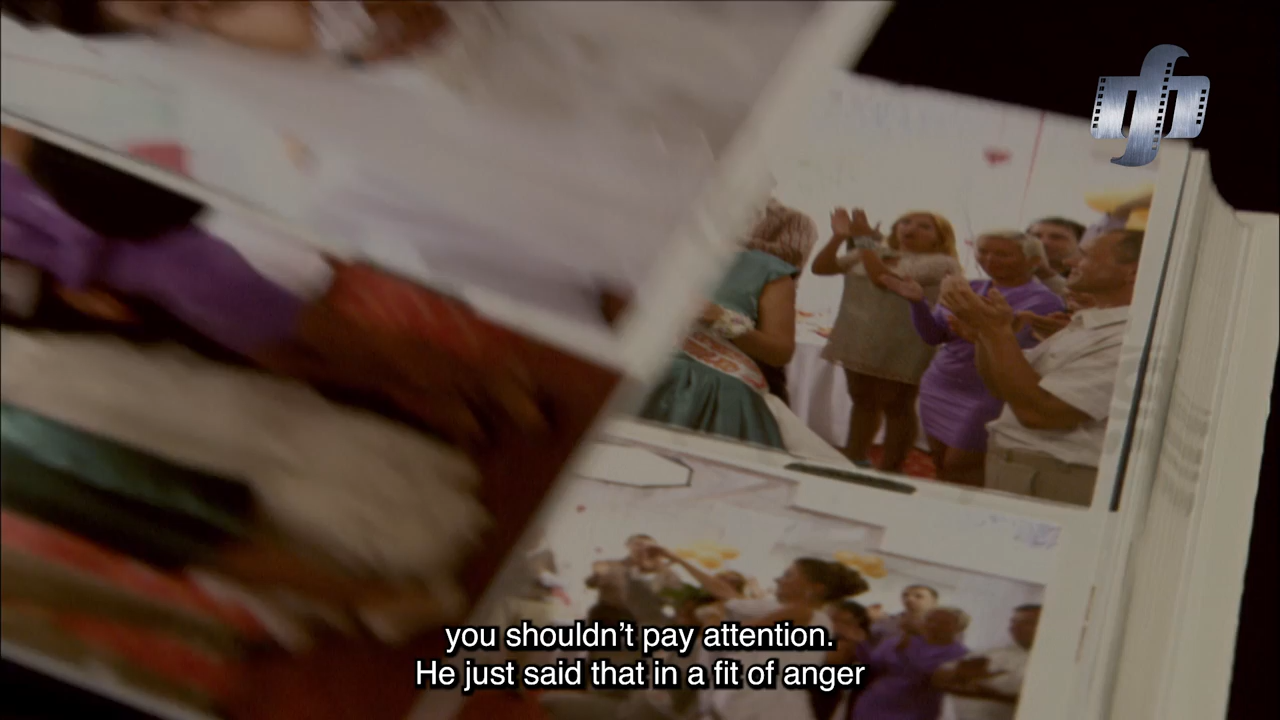 you shouldn't pay attention.
He just said that in a fit of anger